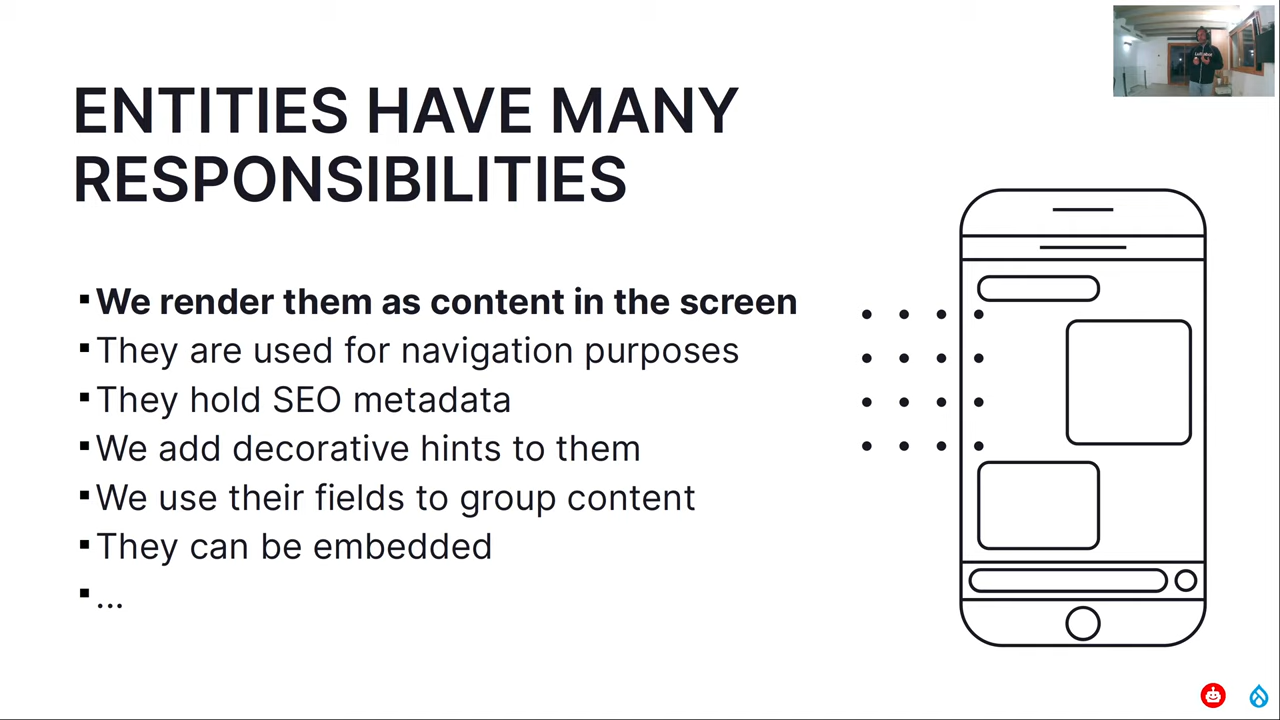 ENTITIES HAVE MANY
RESPONSIBILITIES
▪We render them as content in the screen
▪They are used for navigation purposes
▪They hold SEO metadata
▪We add decorative hints to them
▪We use their fields to group content
▪They can be embedded
▪...